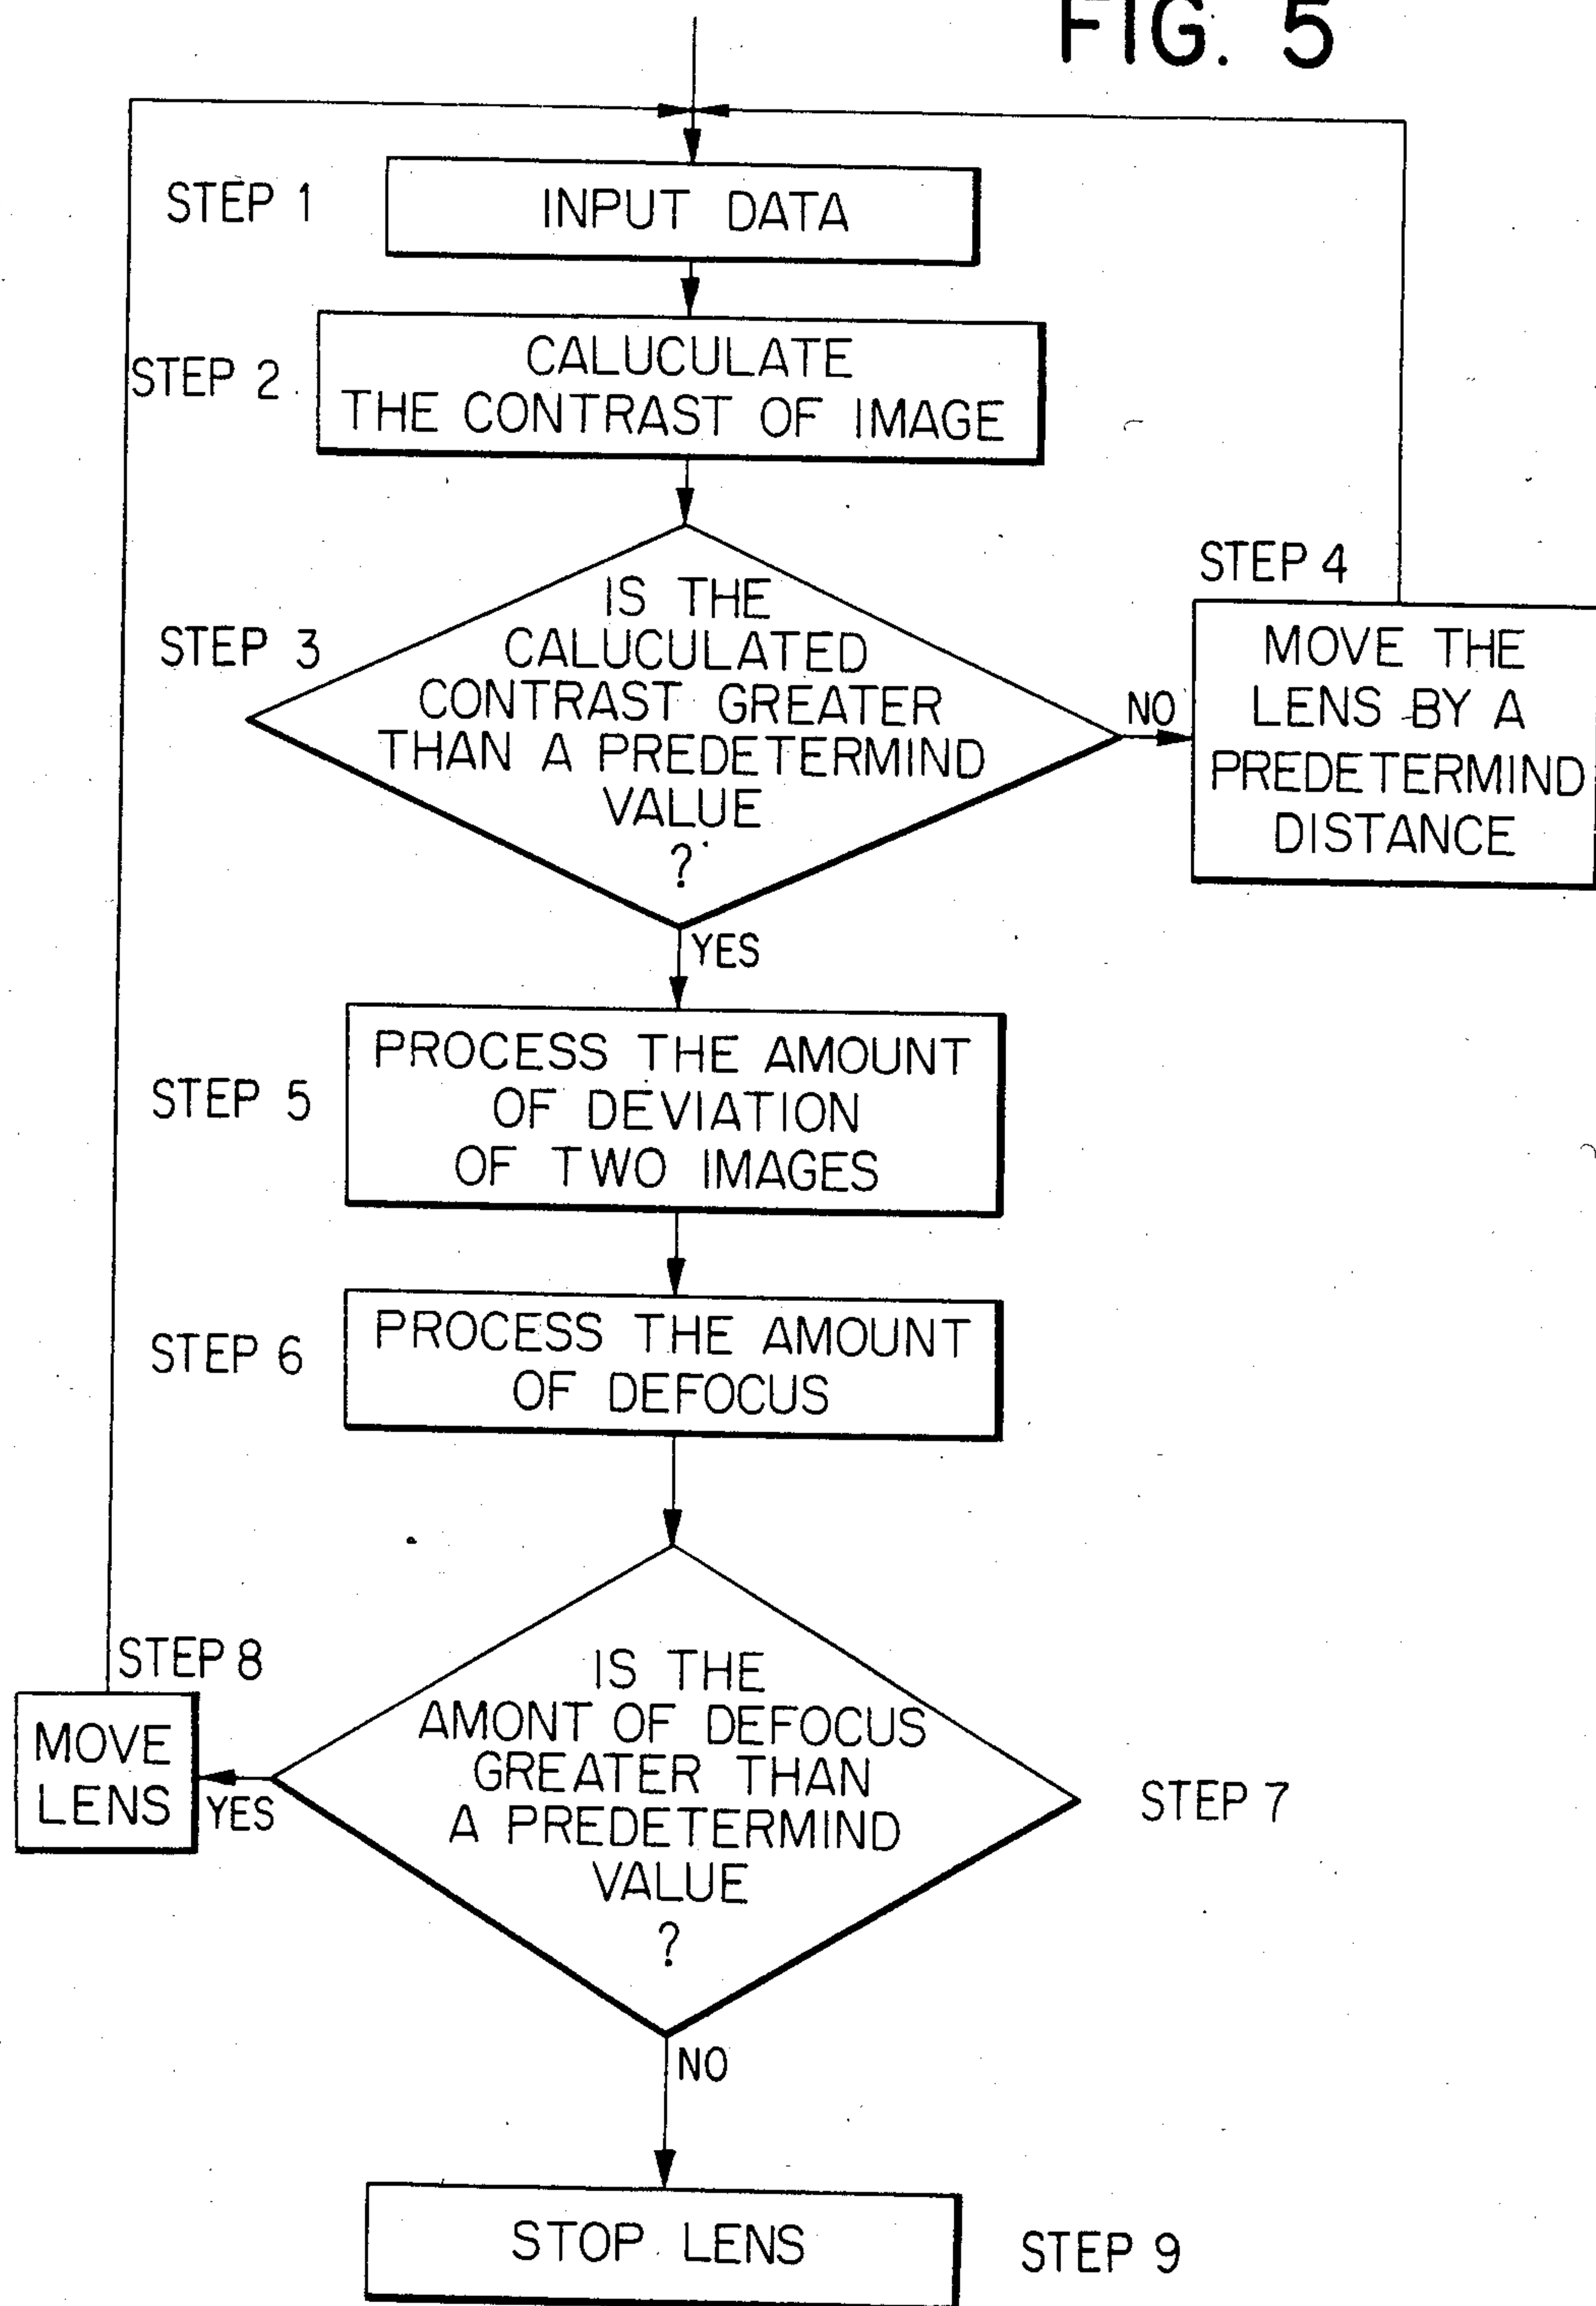 FIG. 5
STEP 1
INPUT DATA
STEP 2
CALUCULATE
THE CONTRAST OF IMAGE
STEP 3
IS THE
CALUCULATED
CONTRAST GREATER
THAN A PREDETERMIND
VALUE
?
NO
STEP 4
MOVE THE
LENS BY A
PREDETERMIND
DISTANCE
YES
STEP 5
PROCESS THE AMOUNT
OF DEVIATION
OF TWO IMAGES
STEP 6
PROCESS THE AMOUNT
OF DEFOCUS
STEP 7
IS THE
AMONT OF DEFOCUS
GREATER THAN
A PREDETERMIND
VALUE
?
YES
STEP 8
MOVE
LENS
NO
STOP LENS
STEP 9